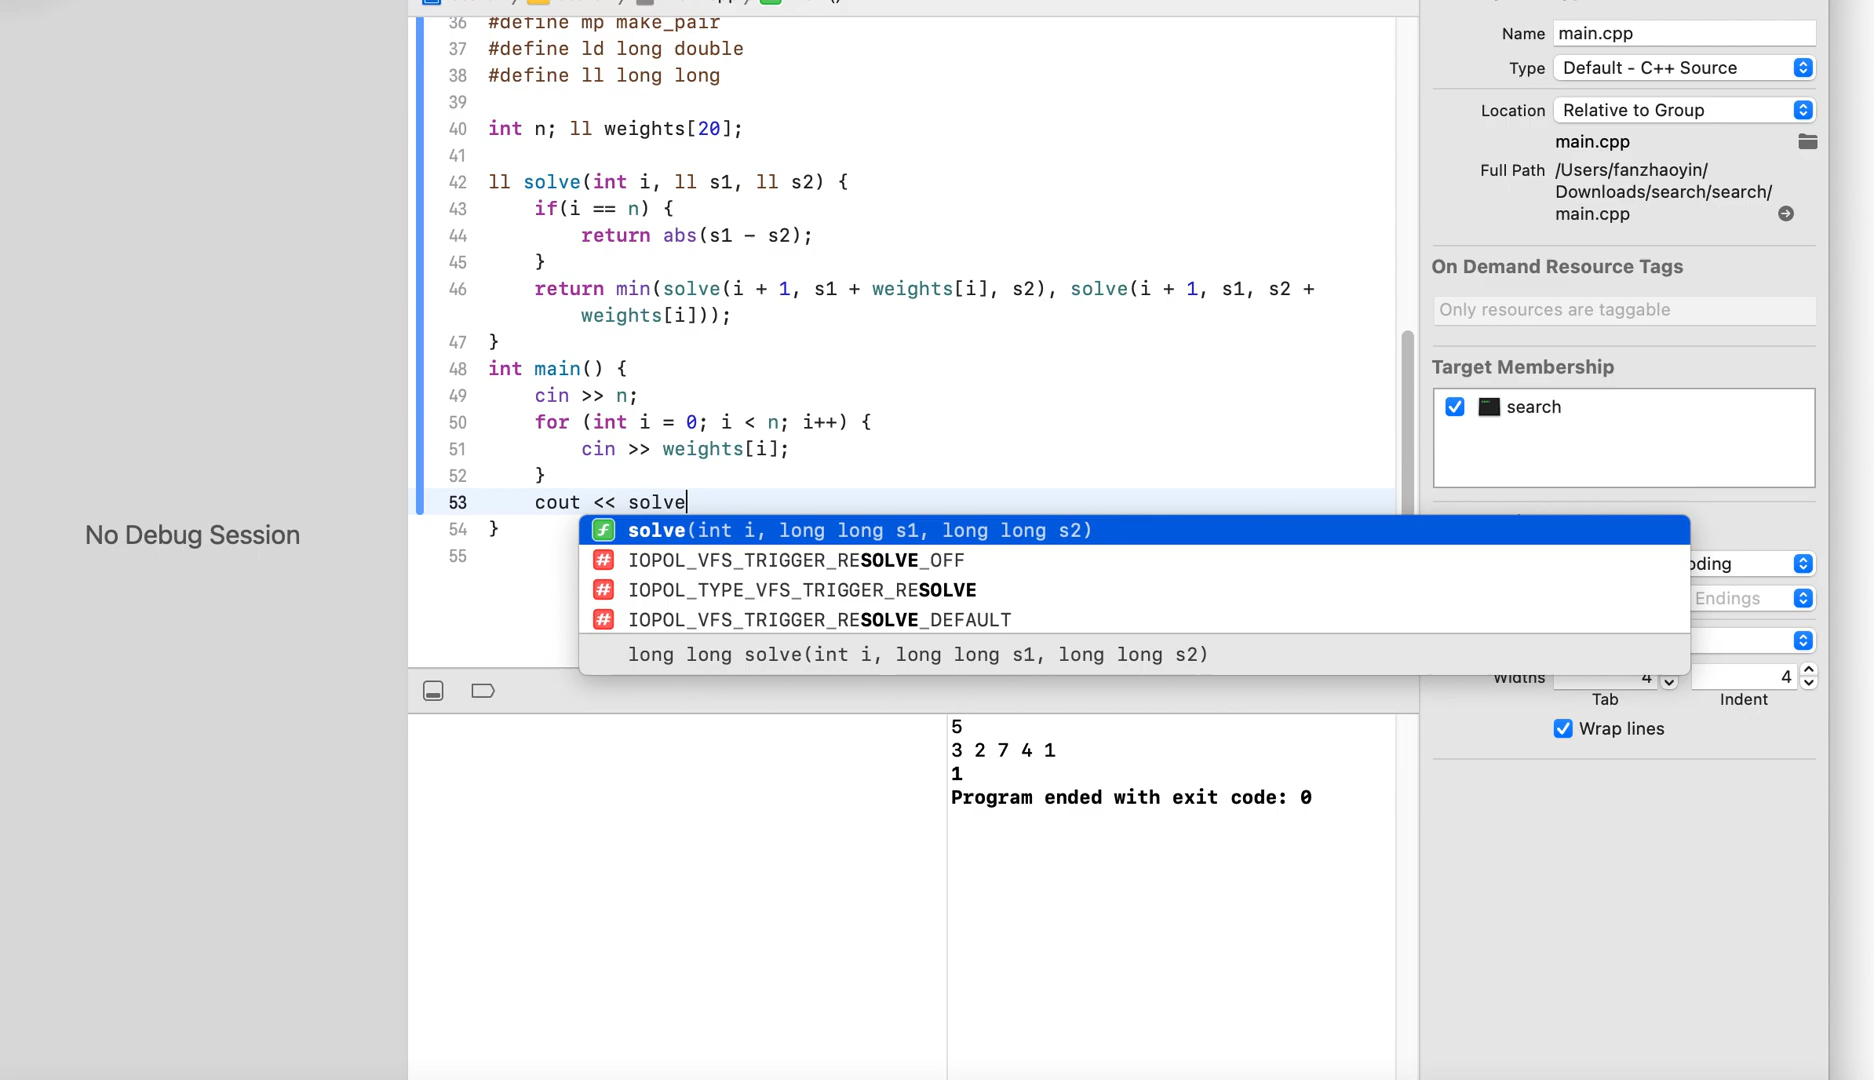 36 #define mp make_pair
37 #define ld long double
38 #define ll long long
39
40 int n; ll weights[20];
41
42 ll solve(int i, ll s1, ll s2) {
43 if(i == n) {
44 return abs(s1 - s2);
45 }
46 return min(solve(i + 1, s1 + weights[i], s2), solve(i + 1, s1, s2 +
weights[i]));
47 }
48 int main() {
49 cin >> n;
50 for (int i = 0; i < n; i++) {
51 cin >> weights[i];
52 }
53 cout << solve
54 }
55
solve(int i, long long s1, long long s2)
# IOPOL_VFS_TRIGGER_RESOLVE_OFF
# IOPOL_TYPE_VFS_TRIGGER_RESOLVE
# IOPOL_VFS_TRIGGER_RESOLVE_DEFAULT
long long solve(int i, long long s1, long long s2)
No Debug Session
5
3 2 7 4 1
1
Program ended with exit code: 0
Name main.cpp
Type Default - C++ Source
Location Relative to Group
main.cpp
Full Path /Users/fanzhaoyin/
Downloads/search/search/
main.cpp
On Demand Resource Tags
Only resources are taggable
Target Membership
search
Endings
Widths 4 4
Tab Indent
Wrap lines